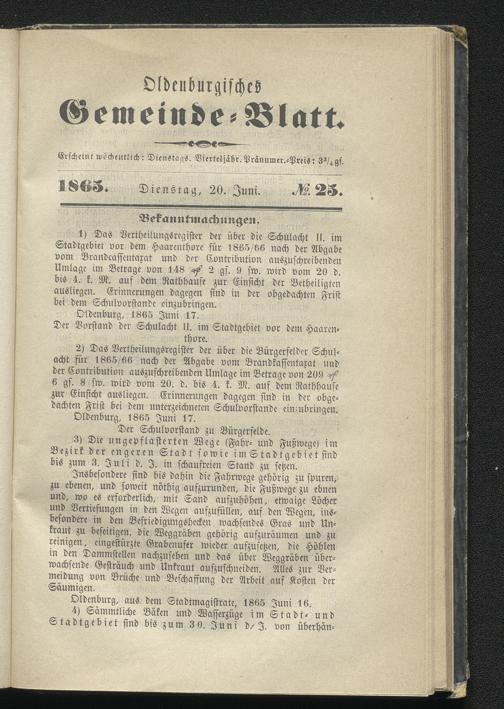 Oldenburgisches
Gemeinde-Blatt.
Erscheint wöchentlich: Dienstags. Vierteljähr. Pränumer.-Preis: 3¾ gs.
1865. Dienstag, 20. Juni. № 25.
Bekanntmachungen.
1) Das Vertheilungsregister der über die Schulacht II. im
Stadtgebiet vor dem Haarenthore für 1865/66 nach der Abgabe
vom Brandkassentaxat und der Contribution auszuschreibenden
Umlage im Betrage von 148 ₰ 2 gs. 9 sw. wird vom 20 d.
bis 4. k. M. auf dem Rathhause zur Einsicht der Betheiligten
ausliegen. Erinnerungen dagegen sind in der obgedachten Frist
bei dem Schulvorstande einzubringen.
Oldenburg, 1865 Juni 17.
Der Vorstand der Schulacht II. im Stadtgebiet vor dem Haaren-
thore.
2) Das Vertheilungsregister der über die Bürgerfelder Schul-
acht für 1865/66 nach der Abgabe vom Brandkassentaxat und
der Contribution auszuschreibenden Umlage im Betrage von 209 ₰
6 gs. 8 sw. wird vom 20. d. bis 4. k. M. auf dem Rathhause
zur Einsicht ausliegen. Erinnerungen dagegen sind in der obge-
dachten Frist bei dem unterzeichneten Schulvorstande einzubringen.
Oldenburg, 1865 Juni 17.
Der Schulvorstand zu Bürgerfelde.
3) Die ungepflasterten Wege (Fahr- und Fußwege) im
Bezirk der engeren Stadt sowie im Stadtgebiet sind
bis zum 3. Juli d. J. in schaufreien Stand zu setzen.
Insbesondere sind bis dahin die Fahrwege gehörig zu spuren,
zu ebenen, und soweit nöthig aufzurunden, die Fußwege zu ebnen
und, wo es erforderlich, mit Sand aufzuhöhen, etwaige Löcher
und Vertiefungen in den Wegen aufzufüllen, auf den Wegen, ins-
besondere in den Befriedigungshecken wachsendes Gras und Un-
kraut zu beseitigen, die Weggräben gehörig aufzuräumen und zu
reinigen, eingestürzte Grabenufer wieder aufzusetzen, die Höhlen
in den Dammstellen nachzusehen und das über Weggräben über-
wachsende Gesträuch und Unkraut aufzuschneiden. Alles zur Ver-
meidung von Brüche und Beschaffung der Arbeit auf Kosten der
Säumigen.
Oldenburg, aus dem Stadtmagistrate, 1865 Juni 16.
4) Sämmtliche Bäken und Wasserzüge im Stadt- und
Stadtgebiet sind bis zum 30. Juni d. J. von überhän-